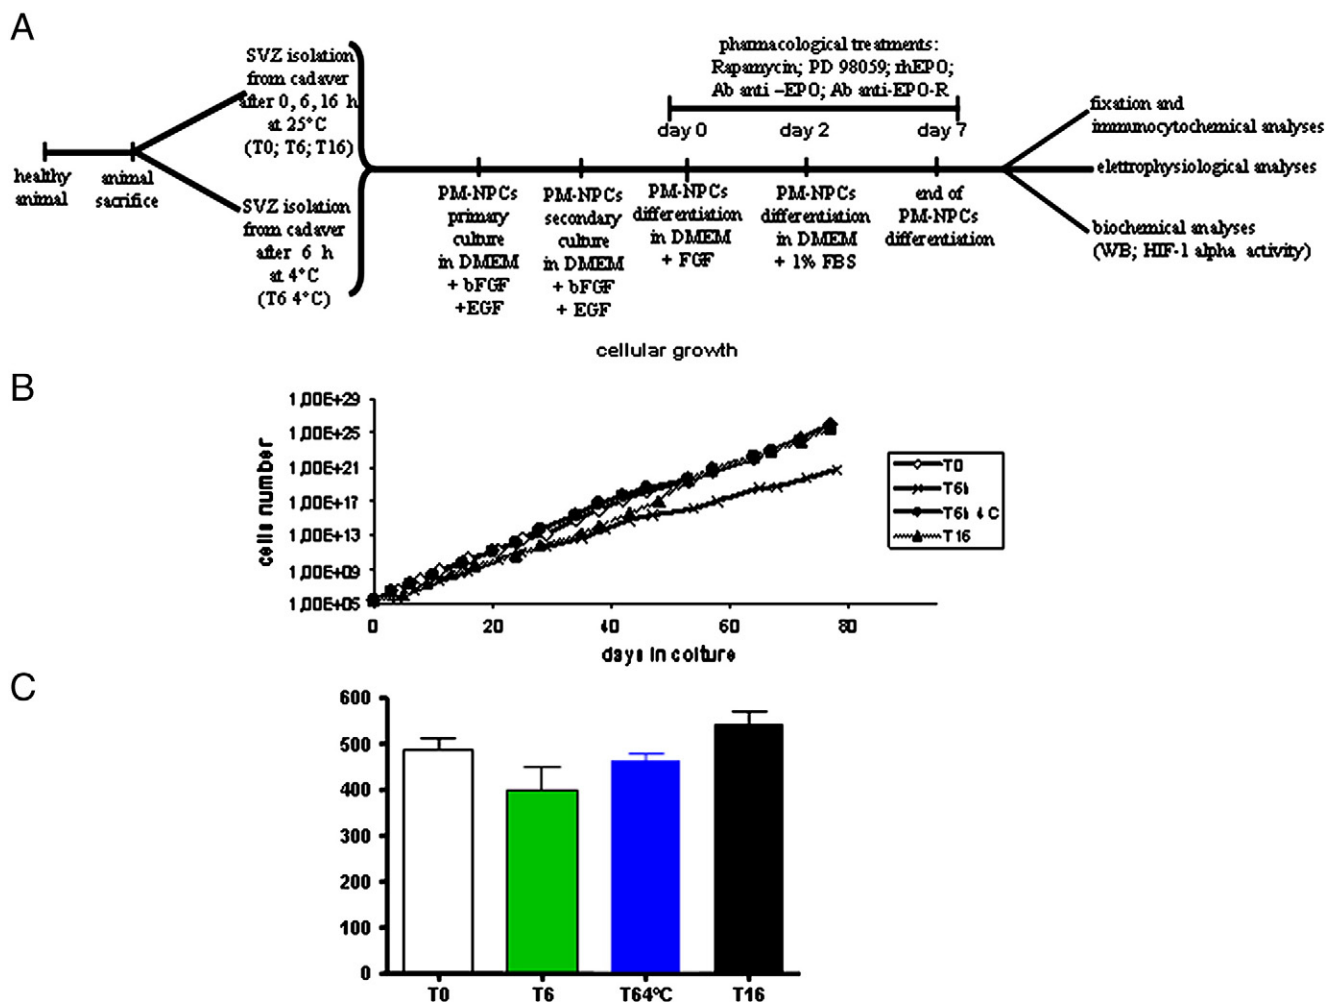 A
SVZ isolation
from cadaver
after 0, 6, 16 h
at 25°C
(T0; T6; T16)
healthy
animal
animal
sacrifice
SVZ isolation
from cadaver
after 6 h
at 4°C
(T6 4°C)
pharmacological treatments:
Rapamycin; PD 98059; rhEPO;
Ab anti –EPO; Ab anti-EPO-R
day 0
day 2
day 7
PM-NPCs
primary
culture
in DMEM
+ bFGF
+EGF
PM-NPCs
secondary
culture
in DMEM
+ bFGF
+ EGF
PM-NPCs
differentiation
in DMEM
+ FGF
PM-NPCs
differentiation
in DMEM
+ 1% FBS
end of
PM-NPCs
differentiation
fixation and
immunocytochemical analyses
elettrophysiological analyses
biochemical analyses
(WB; HIF-1 alpha activity)
cellular growth
B
cells number
1,00E+29
1,00E+25
1,00E+21
1,00E+17
1,00E+13
1,00E+09
1,00E+05
0
20
40
60
80
days in colture
T0
T6h
T6h 4 C
T16
C
600
500
400
300
200
100
0
T0
T6
T64°C
T16